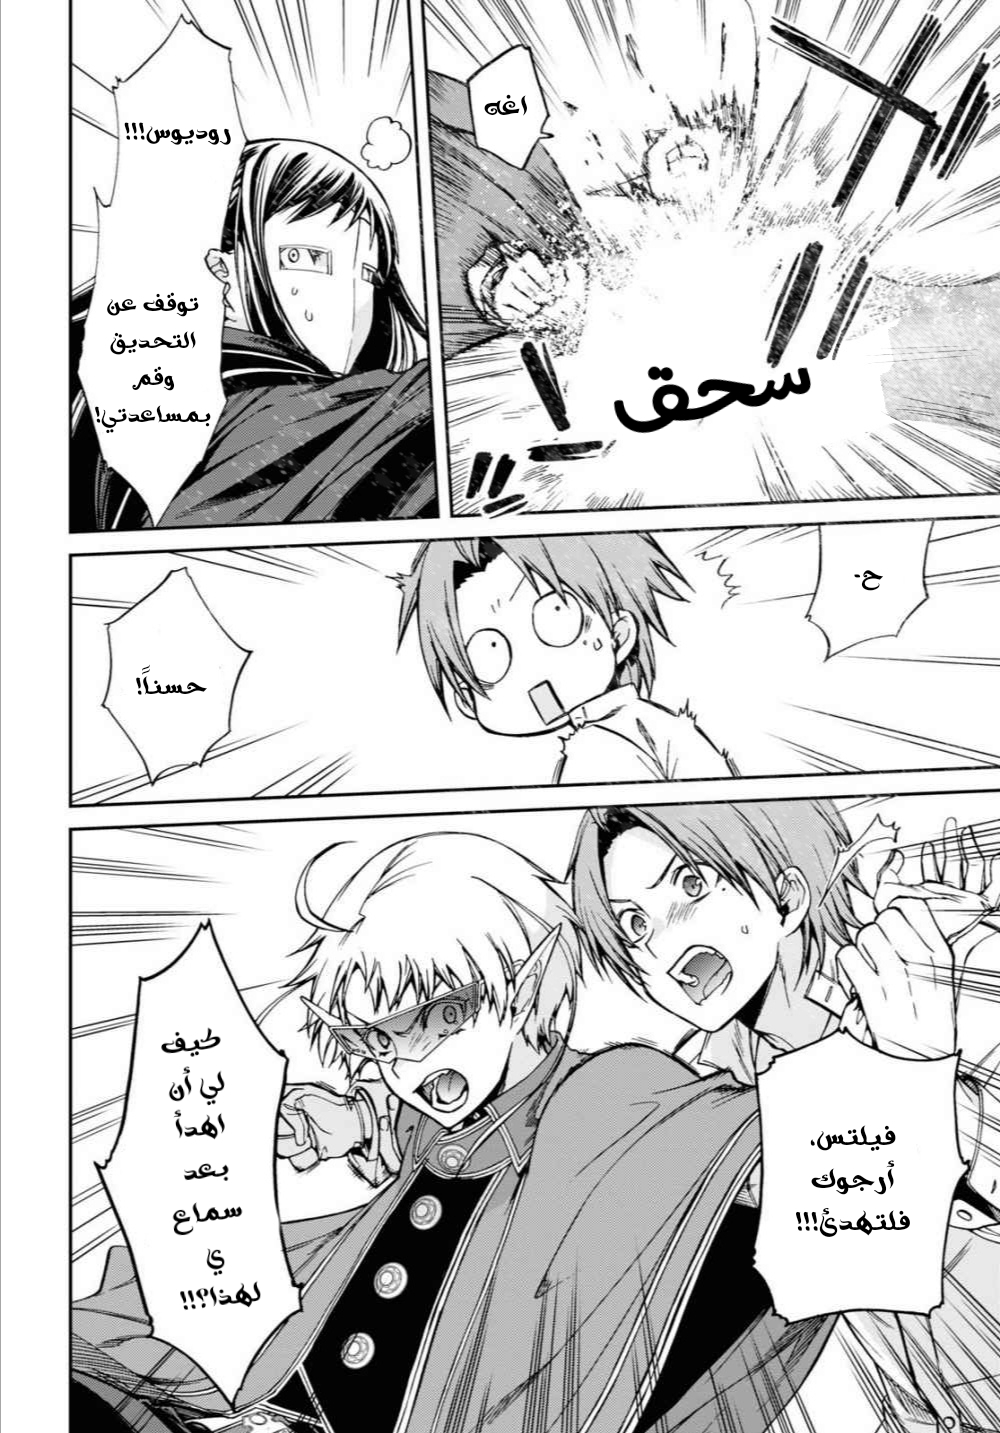 اغه
سحق
روديوس!!!
توقف عن
التحديق
وقم
بمساعدتي!
ح-
حسناً!
فيلتس،
أرجوك
فلتهدئ!!!
كيف
لي أن
اهدأ
بعد
سماع
ي
لهذا؟!!